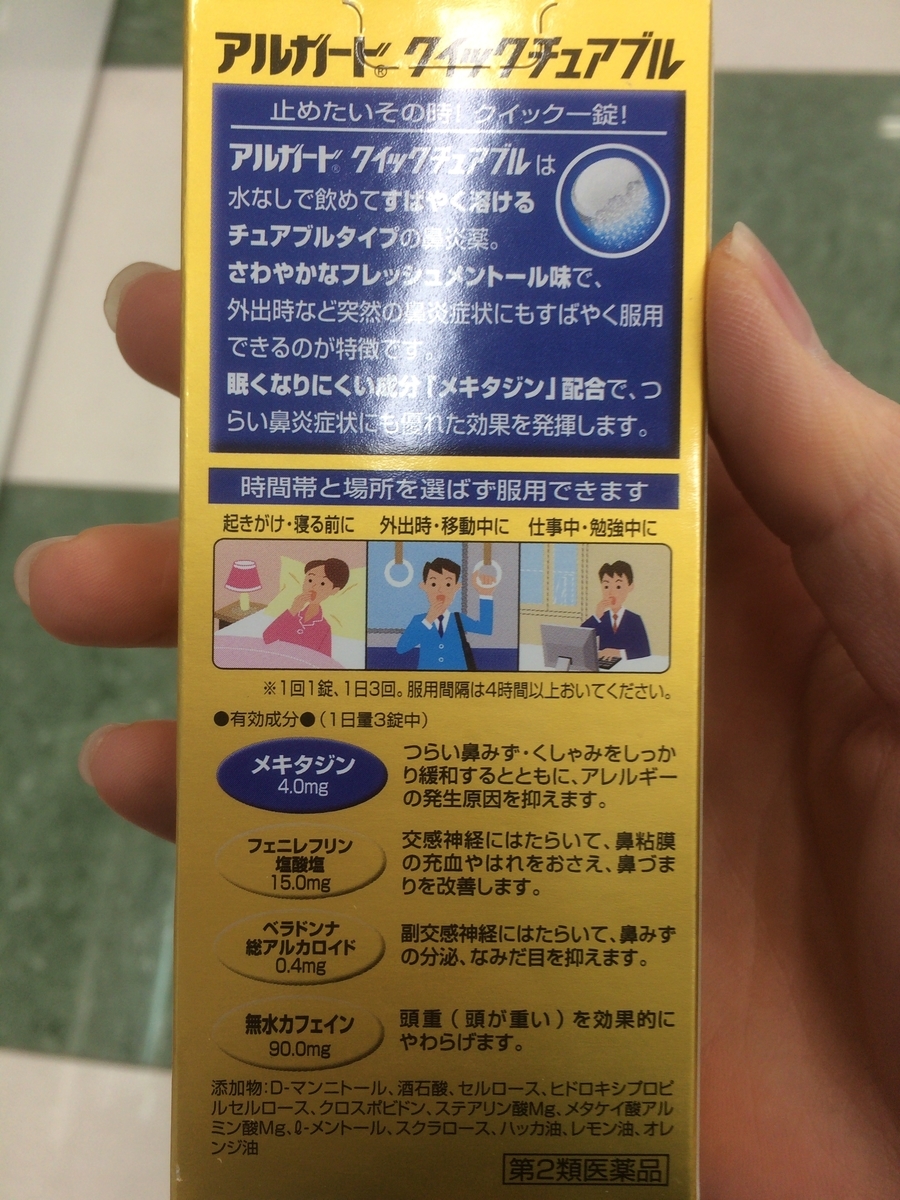 アルガード® クイックチュアブル
止めたいその時! クイック一錠!
アルガード® クイックチュアブルは
水なしで飲めてすばやく溶ける
チュアブルタイプの鼻炎薬。
さわやかなフレッシュメントール味で、
外出時など突然の鼻炎症状にもすばやく服用
できるのが特徴です。
眠くなりにくい成分「メキタジン」配合で、つ
らい鼻炎症状にも優れた効果を発揮します。
時間帯と場所を選ばず服用できます
起きがけ・寝る前に 外出時・移動中に 仕事中・勉強中に
※1回1錠、1日3回。服用間隔は4時間以上おいてください。
●有効成分●(1日量3錠中)
メキタジン
4.0mg
つらい鼻みず・くしゃみをしっか
り緩和するとともに、アレルギー
の発生原因を抑えます。
フェニレフリン
塩酸塩
15.0mg
交感神経にはたらいて、鼻粘膜
の充血やはれをおさえ、鼻づま
りを改善します。
ベラドンナ
総アルカロイド
0.4mg
副交感神経にはたらいて、鼻みず
の分泌、なみだ目を抑えます。
無水カフェイン
90.0mg
頭重(頭が重い)を効果的に
やわらげます。
添加物:D-マンニトール、酒石酸、セルロース、ヒドロキシプロピ
ルセルロース、クロスポビドン、ステアリン酸Mg、メタケイ酸アル
ミン酸Mg、ℓ-メントール、スクラロース、ハッカ油、レモン油、オレ
ンジ油
第2類医薬品